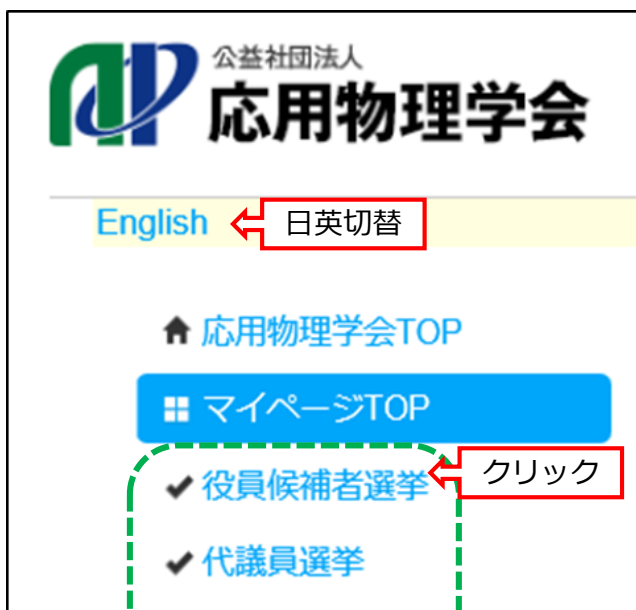 公益社団法人
応用物理学会
English
日英切替
応用物理学会TOP
マイページTOP
役員候補者選挙
クリック
代議員選挙